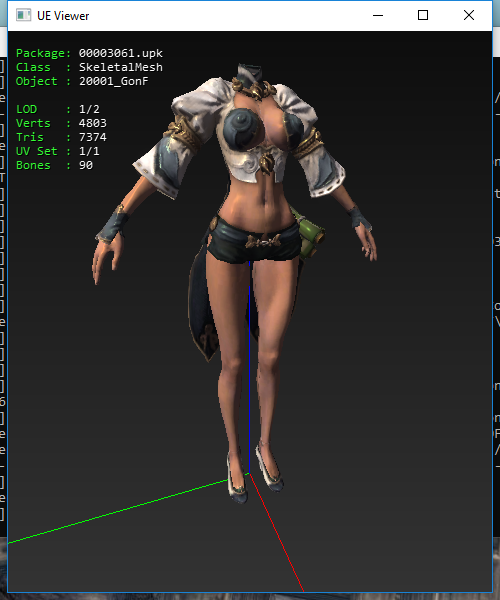 UE Viewer
Package: 00003061.upk
Class : SkeletalMesh
Object : 20001_GonF
LOD : 1/2
Verts : 4803
Tris : 7374
UV Set : 1/1
Bones : 90